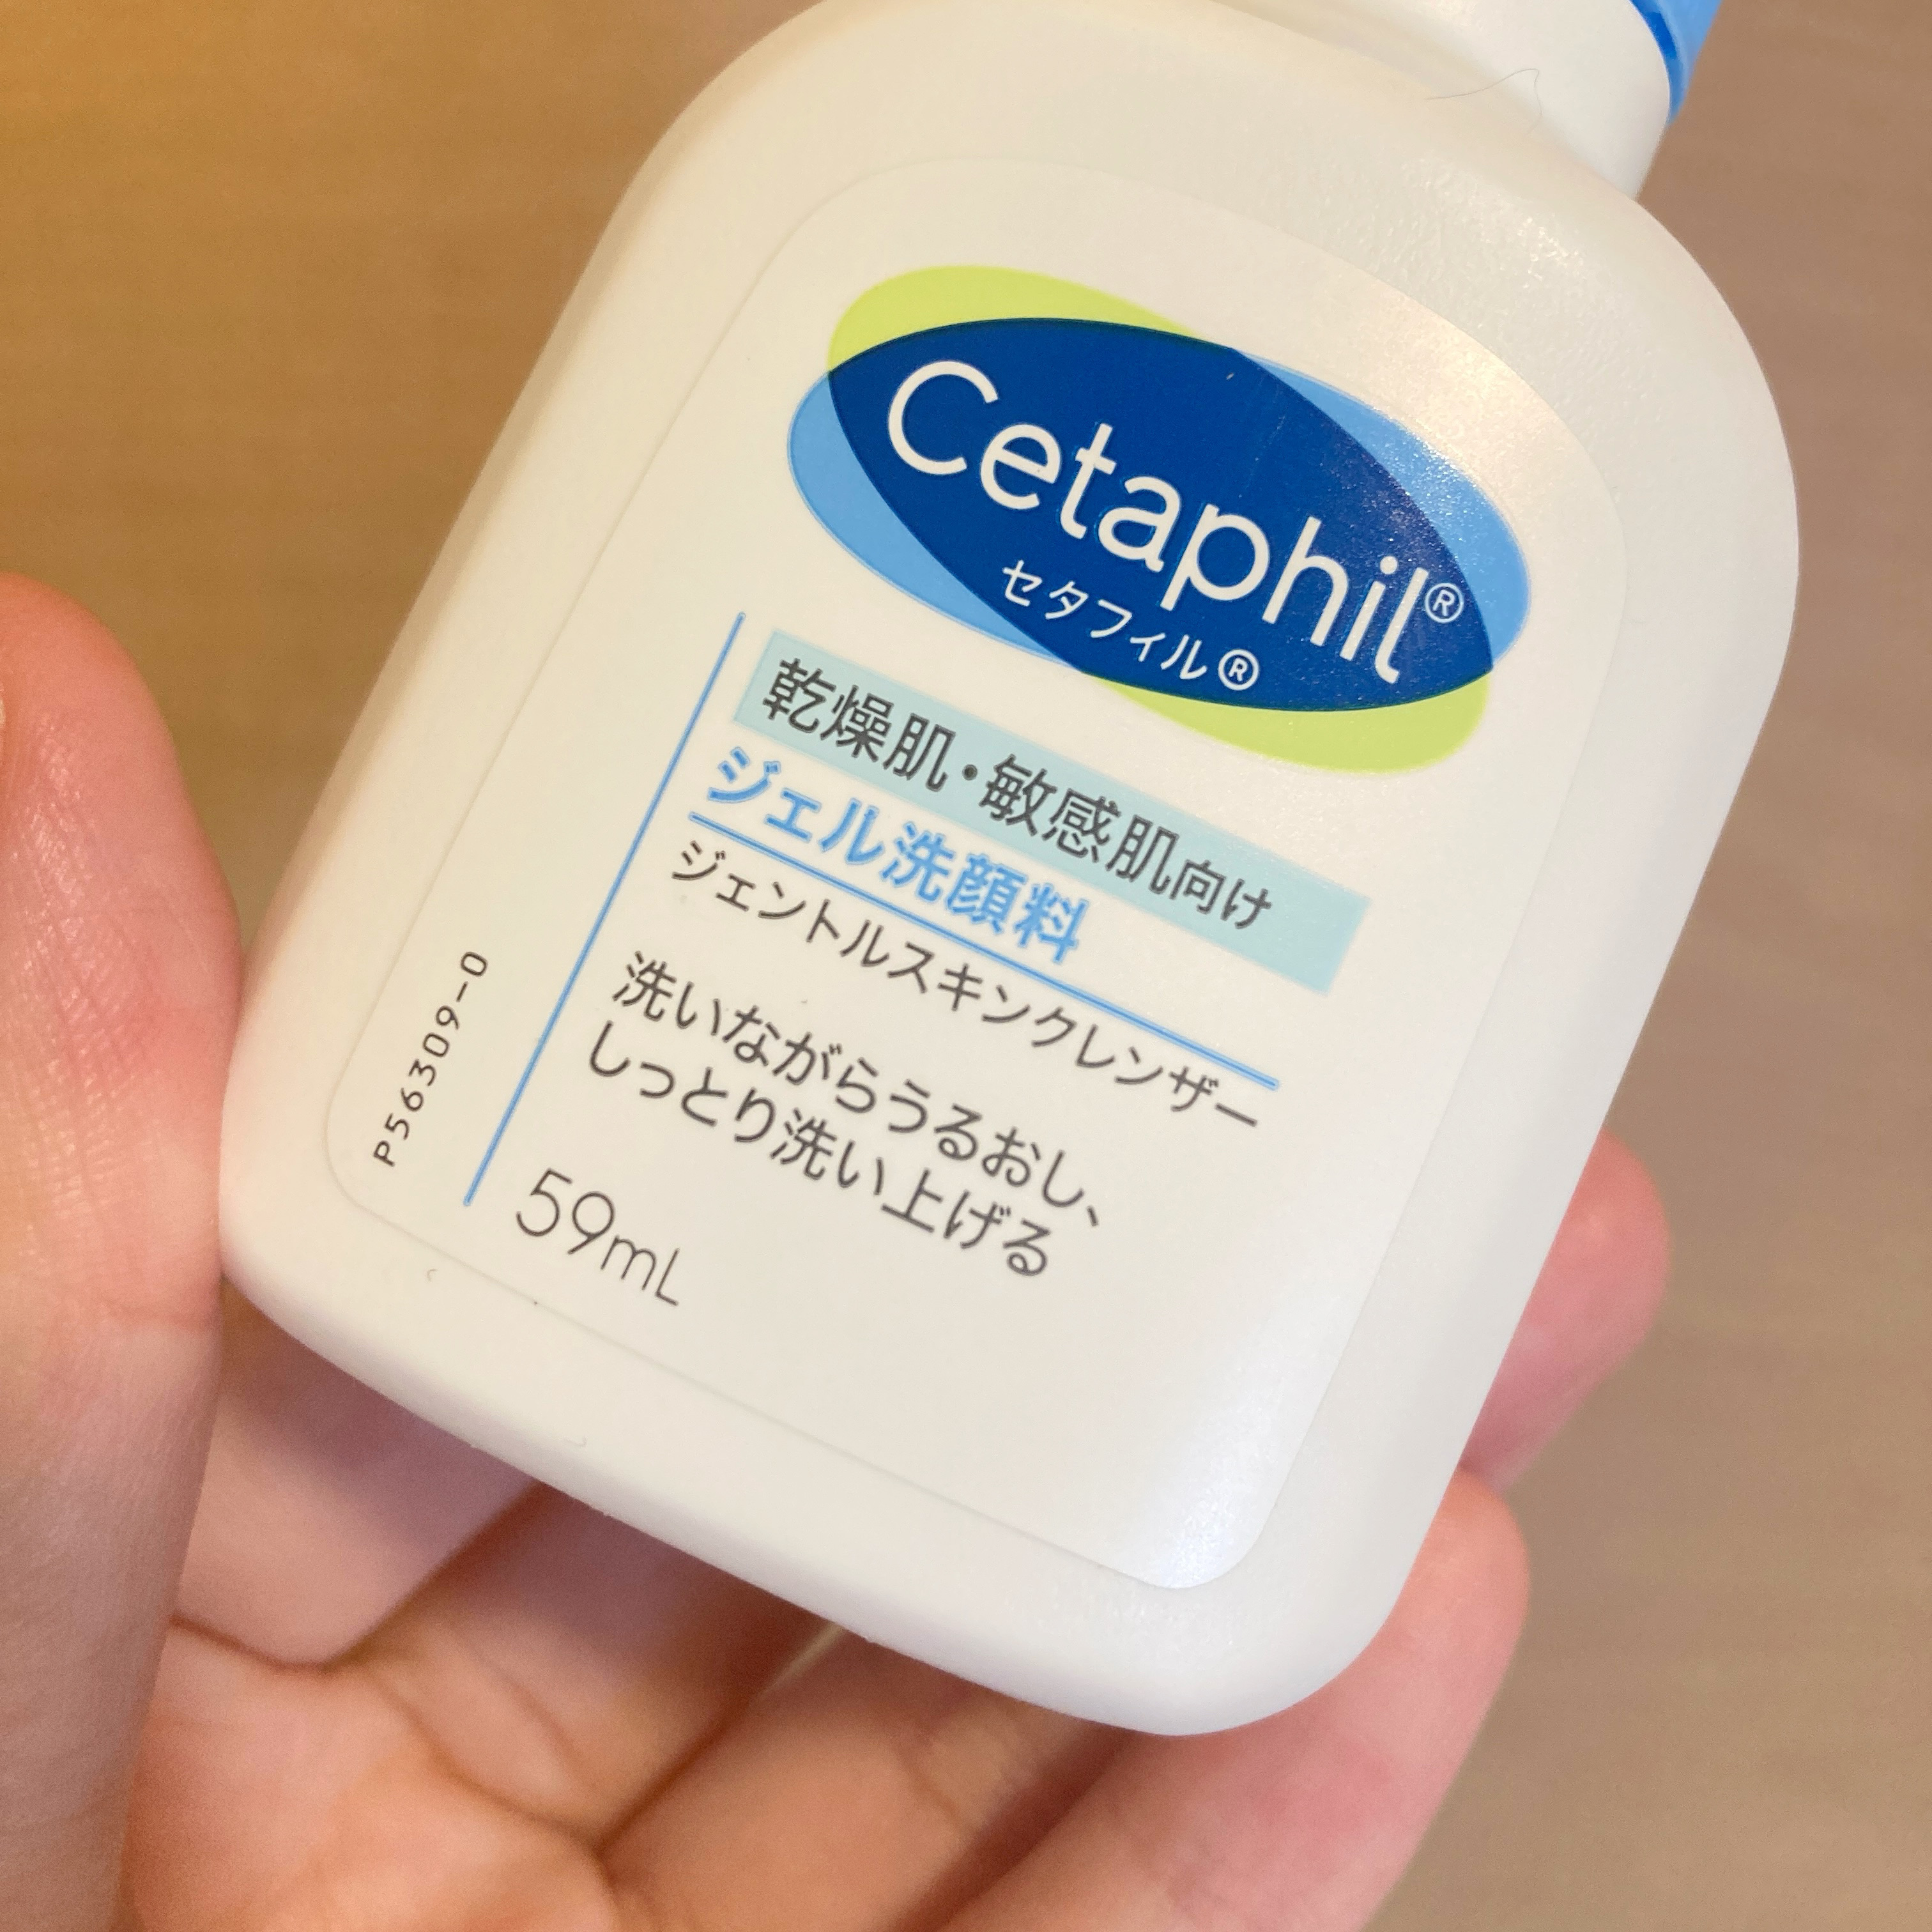 Cetaphil®
セタフィル®
乾燥肌・敏感肌向け
ジェル洗顔料
ジェントルスキンクレンザー
洗いながらうるおし、
しっとり洗い上げる
59mL
P56309-0